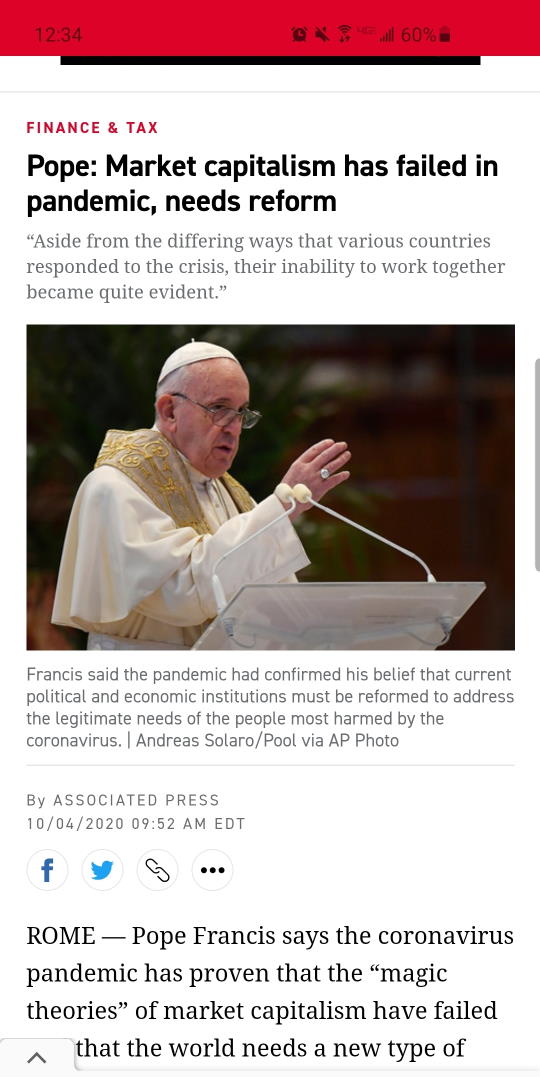 12:34
4GE
60%
FINANCE & TAX
Pope: Market capitalism has failed in
pandemic, needs reform
“Aside from the differing ways that various countries
responded to the crisis, their inability to work together
became quite evident.”
Francis said the pandemic had confirmed his belief that current
political and economic institutions must be reformed to address
the legitimate needs of the people most harmed by the
coronavirus. | Andreas Solaro/Pool via AP Photo
By ASSOCIATED PRESS
10/04/2020 09:52 AM EDT
ROME — Pope Francis says the coronavirus
pandemic has proven that the “magic
theories” of market capitalism have failed
that the world needs a new type of